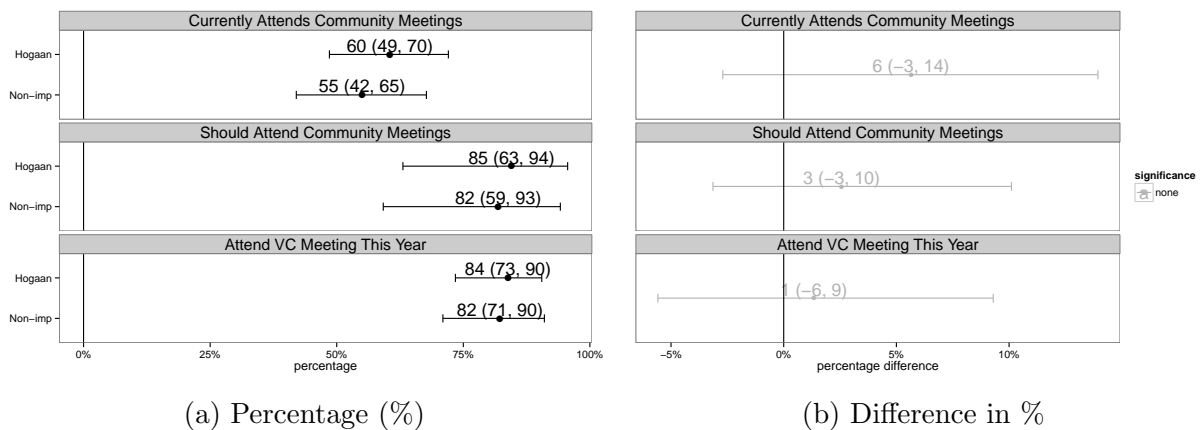 Currently Attends Community Meetings
Hogaan
60 (49, 70)
Non−imp
55 (42, 65)
Should Attend Community Meetings
Hogaan
85 (63, 94)
Non−imp
82 (59, 93)
Attend VC Meeting This Year
Hogaan
84 (73, 90)
Non−imp
82 (71, 90)
0% 25% 50% 75% 100%
percentage
(a) Percentage (%)
Currently Attends Community Meetings
6 (−3, 14)
Should Attend Community Meetings
3 (−3, 10)
Attend VC Meeting This Year
1 (−6, 9)
−5% 0% 5% 10%
percentage difference
significance
a none
(b) Difference in %